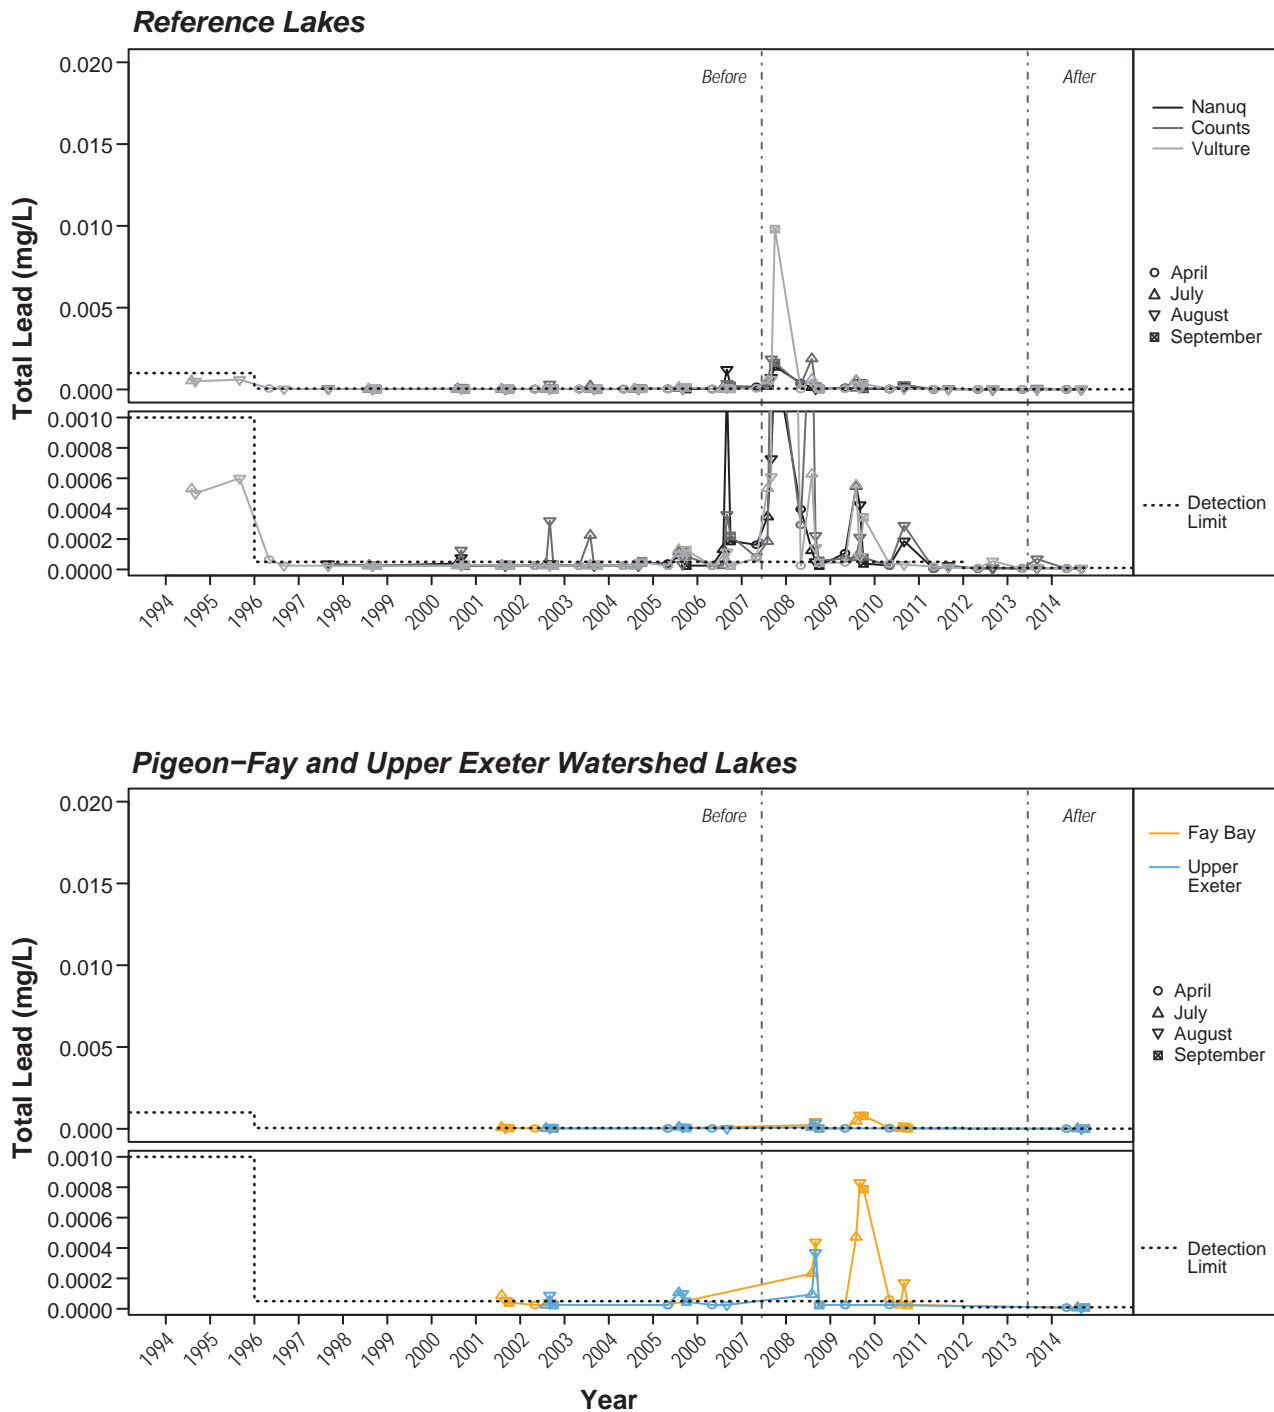 Reference Lakes
Total Lead (mg/L)
0.020
0.015
0.010
0.005
0.000
Before
After
Nanuq
Counts
Vulture
April
July
August
September
0.0010
0.0008
0.0006
0.0004
0.0002
0.0000
Detection
Limit
1994
1995
1996
1997
1998
1999
2000
2001
2002
2003
2004
2005
2006
2007
2008
2009
2010
2011
2012
2013
2014
Pigeon−Fay and Upper Exeter Watershed Lakes
Total Lead (mg/L)
0.020
0.015
0.010
0.005
0.000
Before
After
Fay Bay
Upper
Exeter
April
July
August
September
0.0010
0.0008
0.0006
0.0004
0.0002
0.0000
Detection
Limit
1994
1995
1996
1997
1998
1999
2000
2001
2002
2003
2004
2005
2006
2007
2008
2009
2010
2011
2012
2013
2014
Year